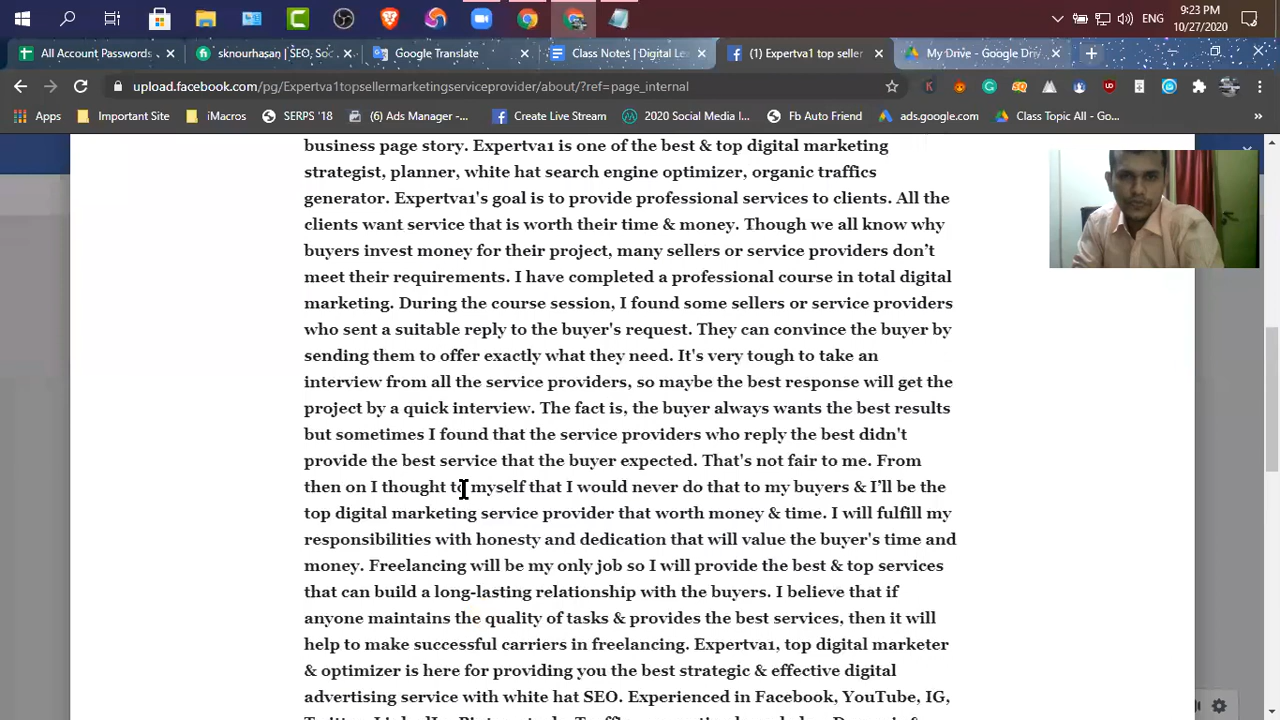 ENG
9:23 PM
10/27/2020
All Account Passwords
sknourhasan | SEO, Soc
Google Translate
Class Notes | Digital Lea
(1) Expertva1 top seller
My Drive - Google Driv
upload.facebook.com/pg/Expertva1topsellermarketingserviceprovider/about/?ref=page_internal
Apps
iMacros
SERPS '18
(6) Ads Manager -...
Create Live Stream
2020 Social Media I...
Fb Auto Friend
ads.google.com
Class Topic All - Go...
business page story. Expertva1 is one of the best & top digital marketing
strategist, planner, white hat search engine optimizer, organic traffics
generator. Expertva1's goal is to provide professional services to clients. All the
clients want service that is worth their time & money. Though we all know why
buyers invest money for their project, many sellers or service providers don’t
meet their requirements. I have completed a professional course in total digital
marketing. During the course session, I found some sellers or service providers
who sent a suitable reply to the buyer's request. They can convince the buyer by
sending them to offer exactly what they need. It's very tough to take an
interview from all the service providers, so maybe the best response will get the
project by a quick interview. The fact is, the buyer always wants the best results
but sometimes I found that the service providers who reply the best didn't
provide the best service that the buyer expected. That's not fair to me. From
then on I thought to myself that I would never do that to my buyers & I’ll be the
top digital marketing service provider that worth money & time. I will fulfill my
responsibilities with honesty and dedication that will value the buyer's time and
money. Freelancing will be my only job so I will provide the best & top services
that can build a long-lasting relationship with the buyers. I believe that if
anyone maintains the quality of tasks & provides the best services, then it will
help to make successful carriers in freelancing. Expertva1, top digital marketer
& optimizer is here for providing you the best strategic & effective digital
advertising service with white hat SEO. Experienced in Facebook, YouTube, IG,